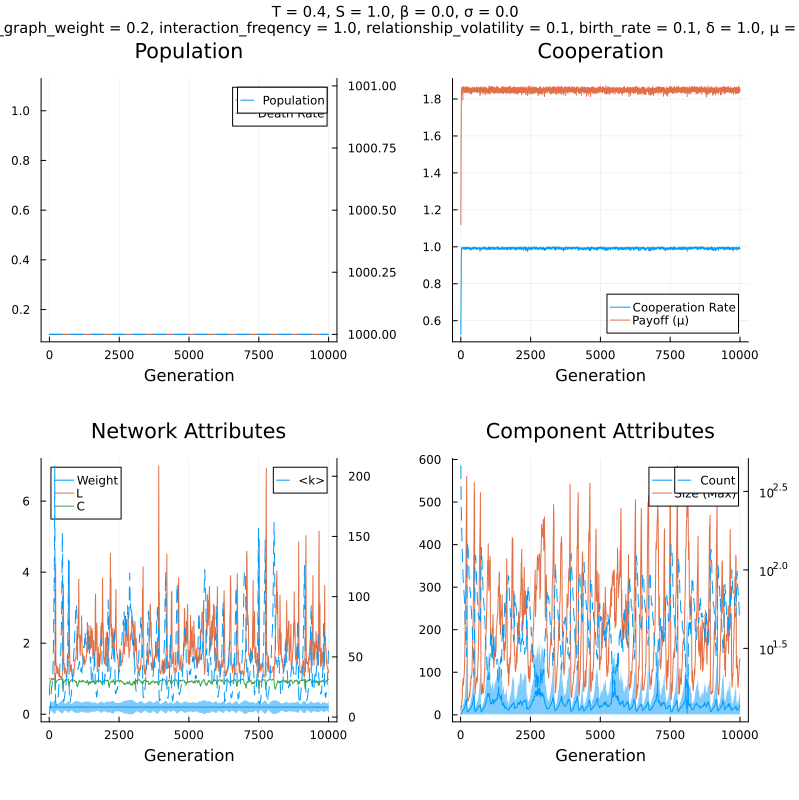 T = 0.4, S = 1.0, β = 0.0, σ = 0.0
_graph_weight = 0.2, interaction_freqency = 1.0, relationship_volatility = 0.1, birth_rate = 0.1, δ = 1.0, μ =
Population
Cooperation
1.0
0.8
0.6
0.4
0.2
1001.00
1000.75
1000.50
1000.25
1000.00
Population
Death Rate
0 2500 5000 7500 10000
Generation
1.8
1.6
1.4
1.2
1.0
0.8
0.6
Cooperation Rate
Payoff (μ)
0 2500 5000 7500 10000
Generation
Network Attributes
Component Attributes
6
4
2
0
Weight
L
C
<k>
200
150
100
50
0
0 2500 5000 7500 10000
Generation
600
500
400
300
200
100
0
Count
Size (Max)
10^2.5
10^2.0
10^1.5
0 2500 5000 7500 10000
Generation